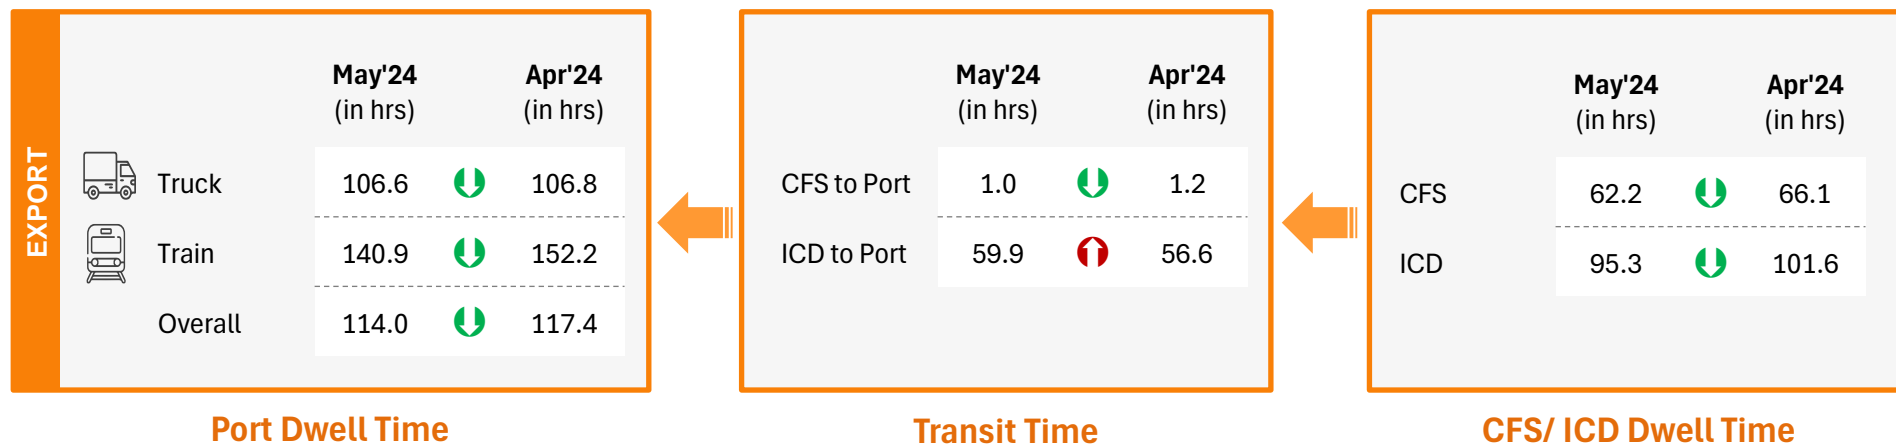 EXPORT
May'24 Apr'24
(in hrs) (in hrs)
Truck 106.6 106.8
Train 140.9 152.2
Overall 114.0 117.4
Port Dwell Time
May'24 Apr'24
(in hrs) (in hrs)
CFS to Port 1.0 1.2
ICD to Port 59.9 56.6
Transit Time
May'24 Apr'24
(in hrs) (in hrs)
CFS 62.2 66.1
ICD 95.3 101.6
CFS/ ICD Dwell Time